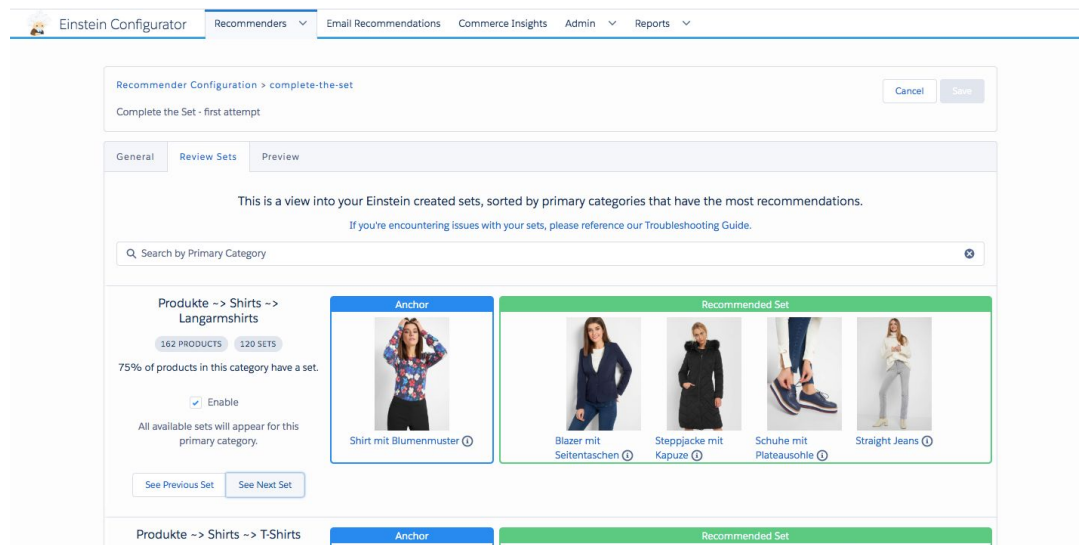 Einstein Configurator
Recommenders
Email Recommendations
Commerce Insights
Admin
Reports
Recommender Configuration > complete-the-set
Cancel
Save
Complete the Set - first attempt
General
Review Sets
Preview
This is a view into your Einstein created sets, sorted by primary categories that have the most recommendations.
If you're encountering issues with your sets, please reference our Troubleshooting Guide.
Search by Primary Category
Produkte ~> Shirts ~>
Langarmshirts
162 PRODUCTS
120 SETS
75% of products in this category have a set.
Enable
All available sets will appear for this
primary category.
See Previous Set
See Next Set
Anchor
Shirt mit Blumenmuster
Recommended Set
Blazer mit
Seitentaschen
Steppjacke mit
Kapuze
Schuhe mit
Plateausohle
Straight Jeans
Produkte ~> Shirts ~> T-Shirts
Anchor
Recommended Set